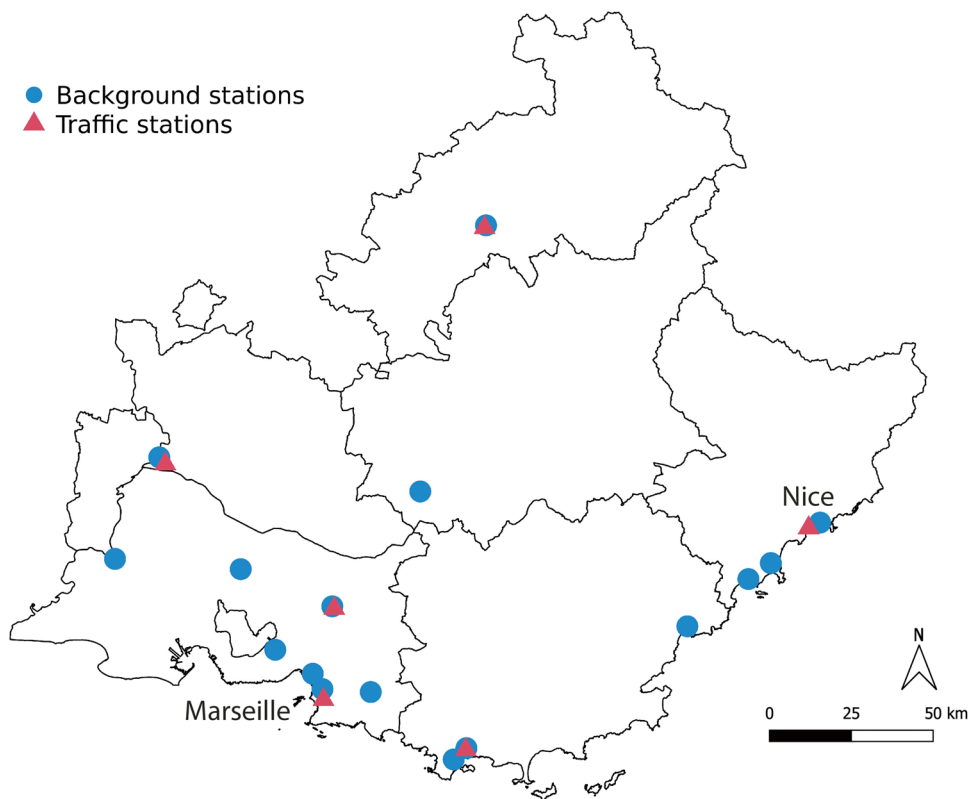 Background stations
Traffic stations
Nice
Marseille
N
0 25 50 km